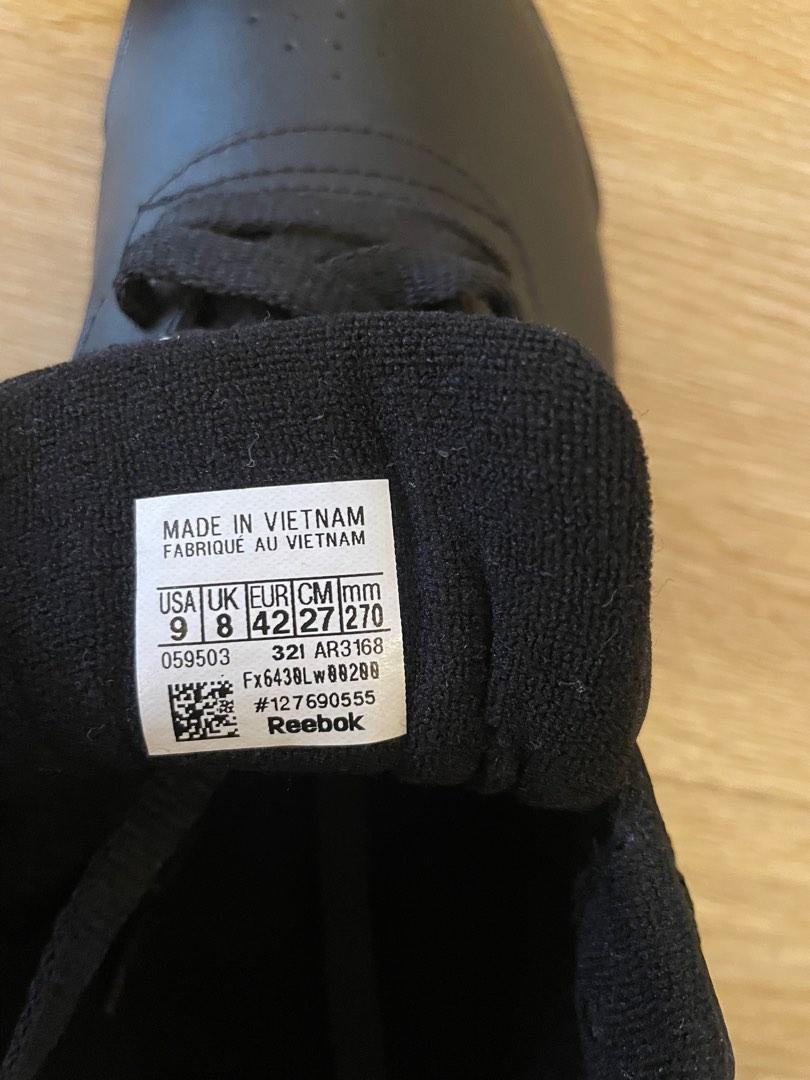 MADE IN VIETNAM
FABRIQUÉ AU VIETNAM
USA UK EUR CM mm
9 8 42 27 270
059503 321 AR3168
Fx6430Lw00200
#127690555
Reebok